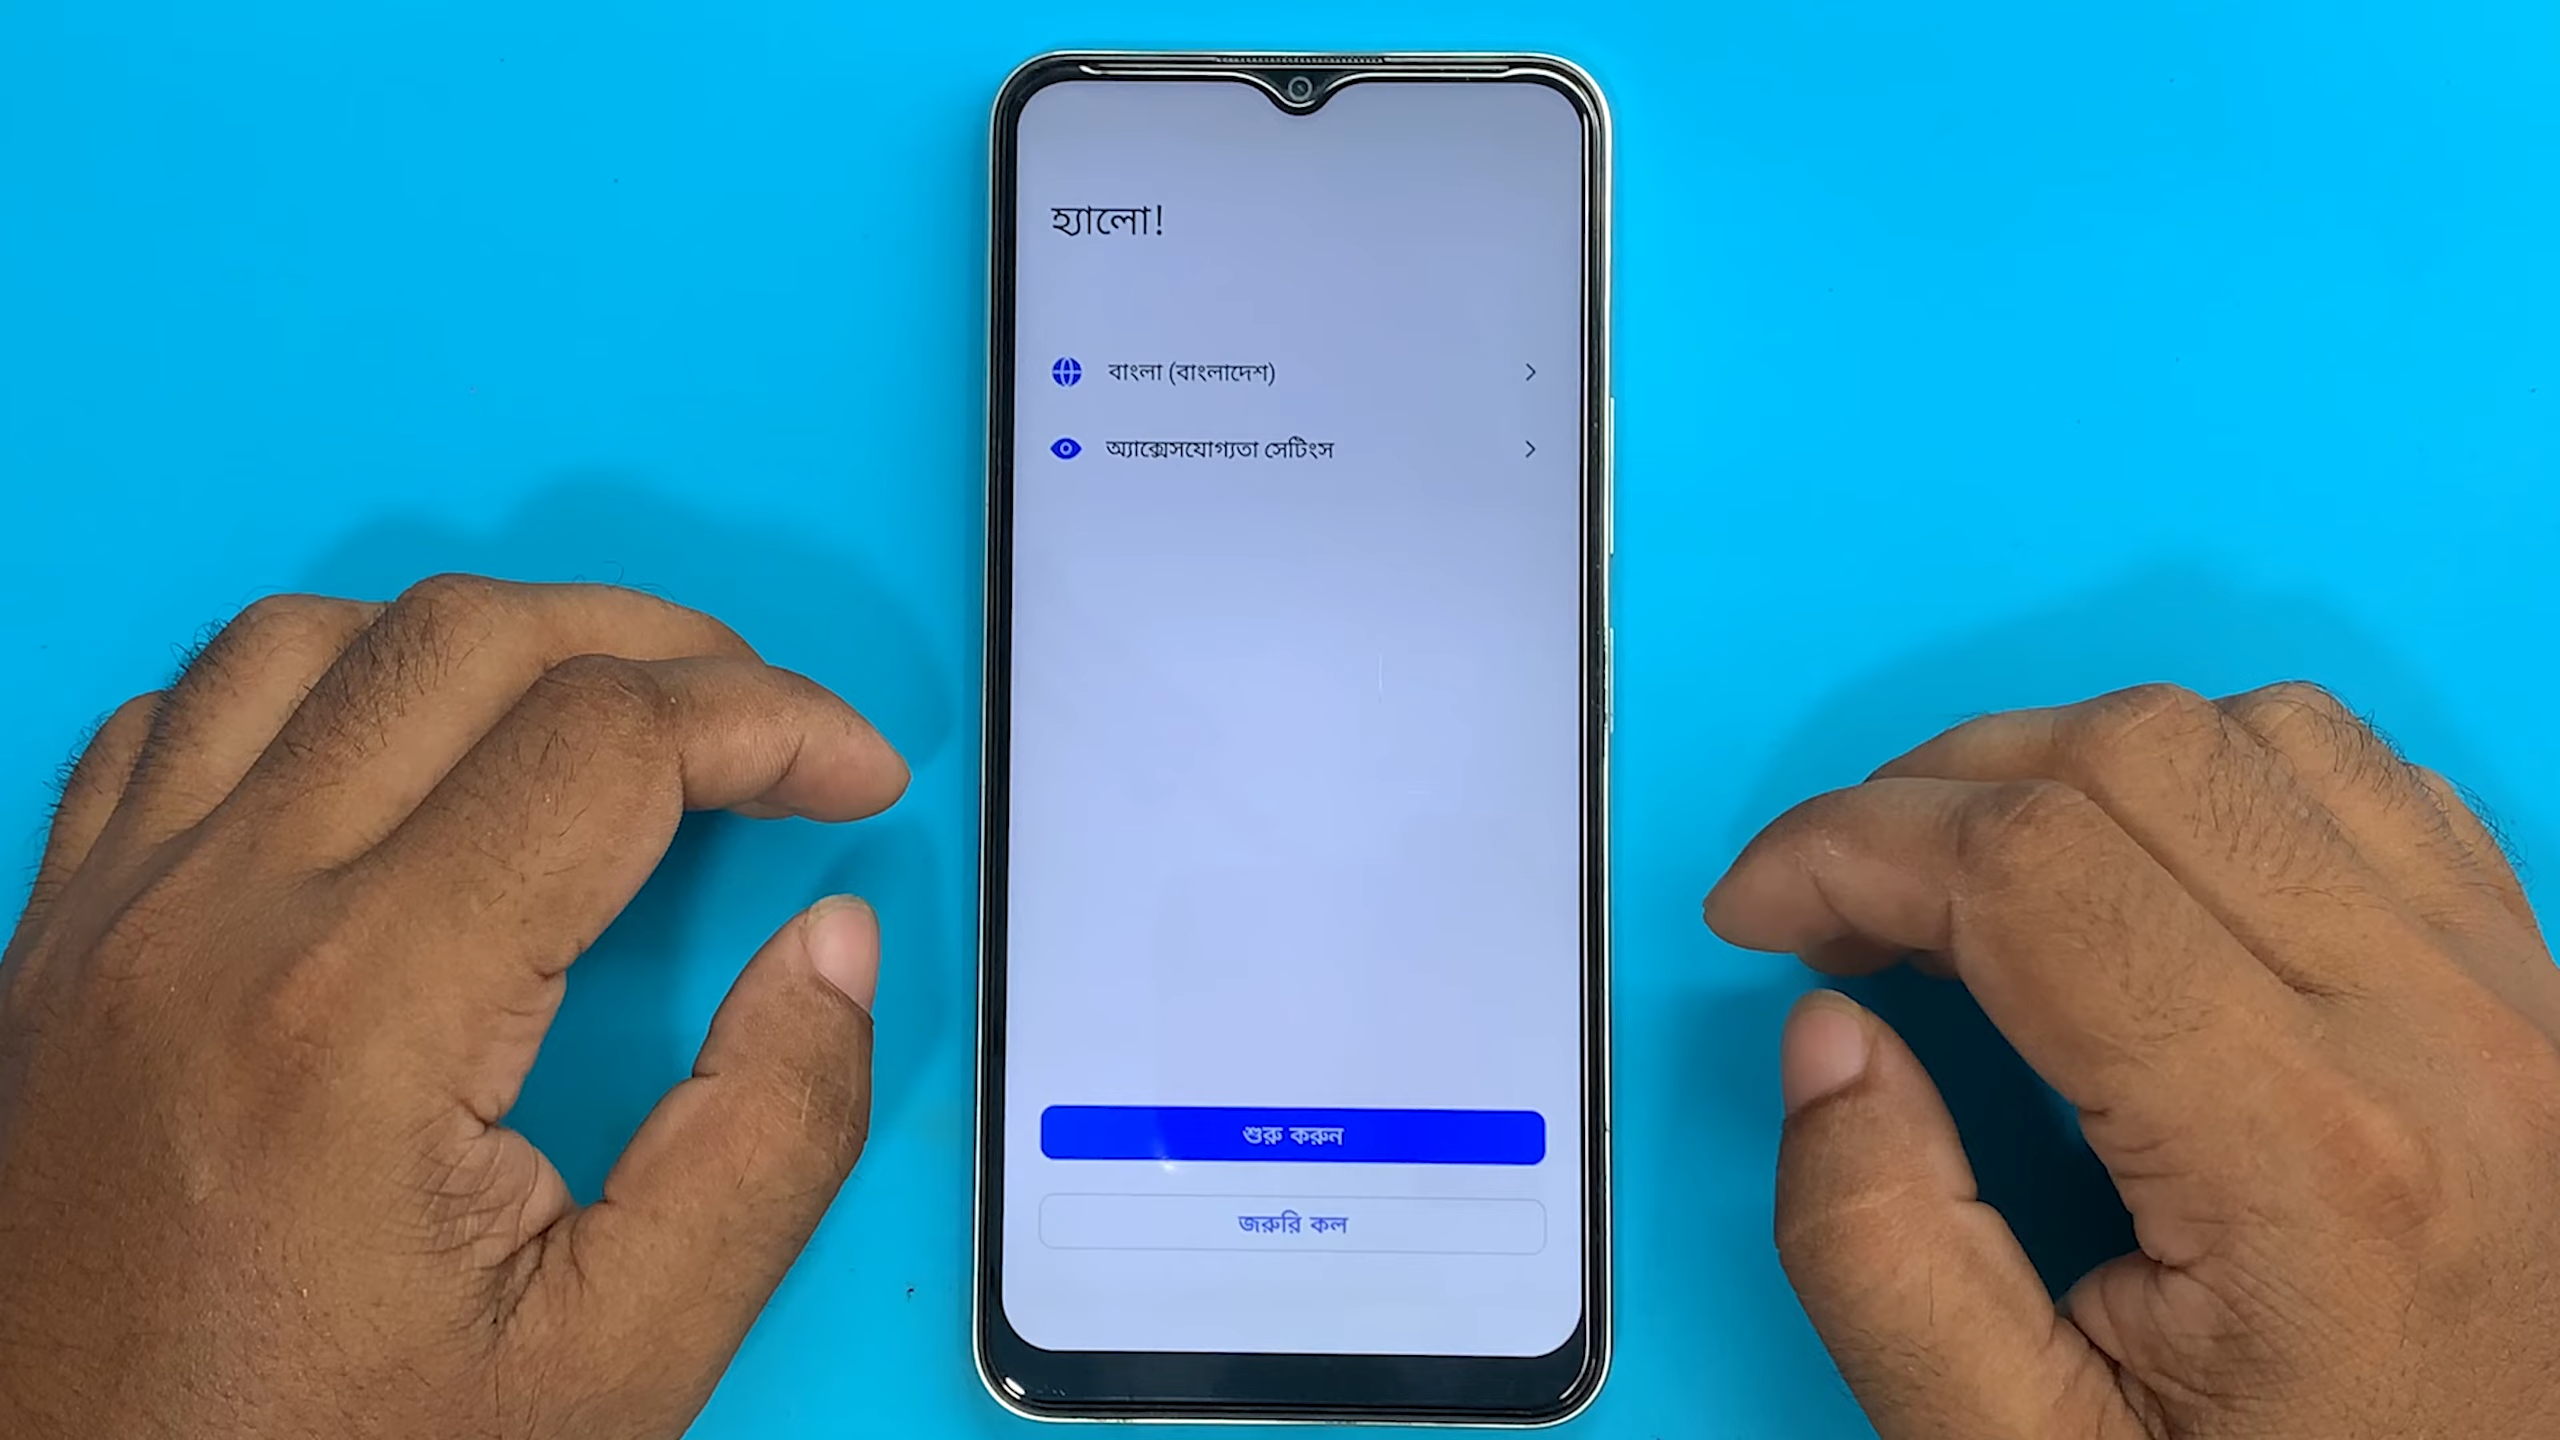 হ্যালো!
বাংলা (বাংলাদেশ)
অ্যাক্সেসযোগ্যতা সেটিংস
শুরু করুন
জরুরি কল